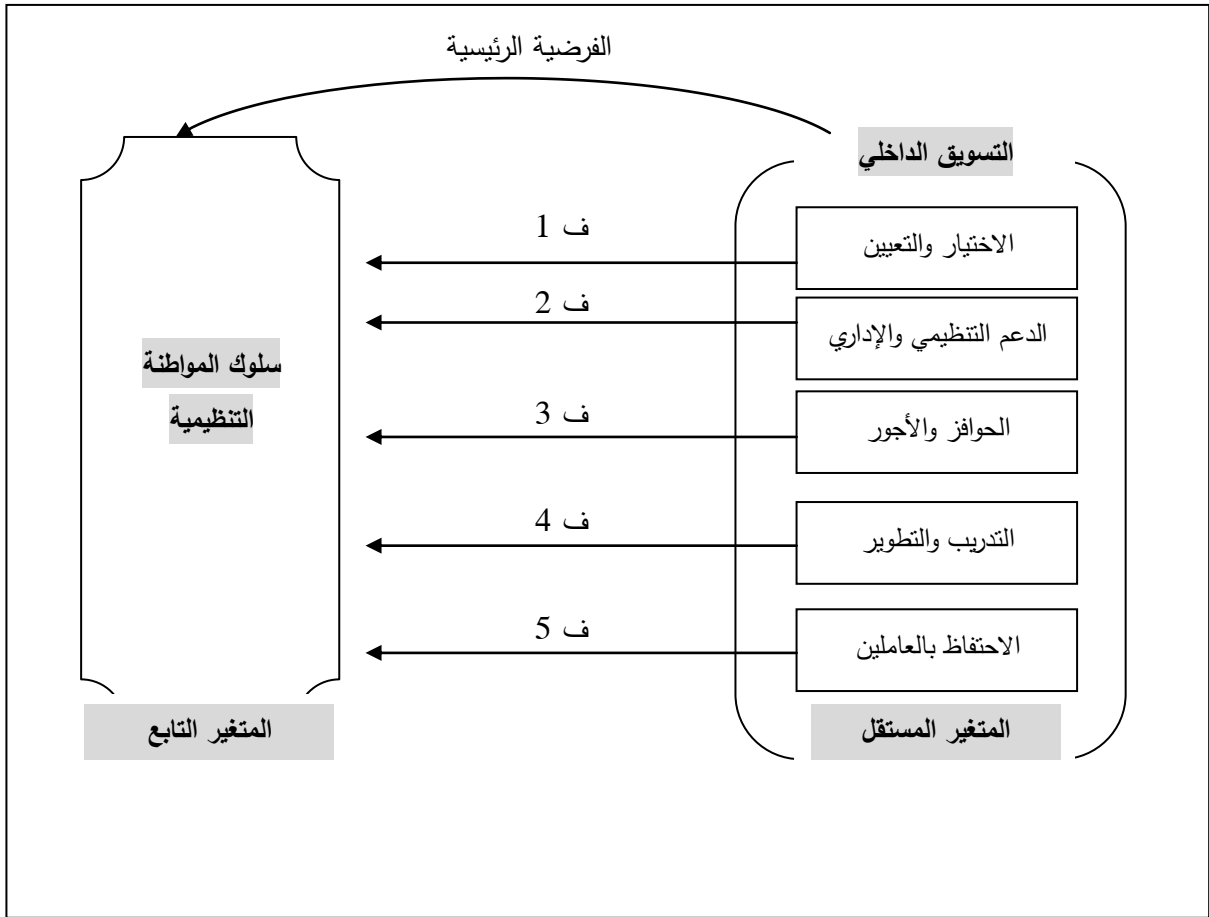 الفرضية الرئيسية
التسويق الداخلي
ف 1
الاختيار والتعيين
ف 2
الدعم التنظيمي والإداري
ف 3
الحوافز والأجور
ف 4
التدريب والتطوير
ف 5
الاحتفاظ بالعاملين
المتغير المستقل
سلوك المواطنة
التنظيمية
المتغير التابع